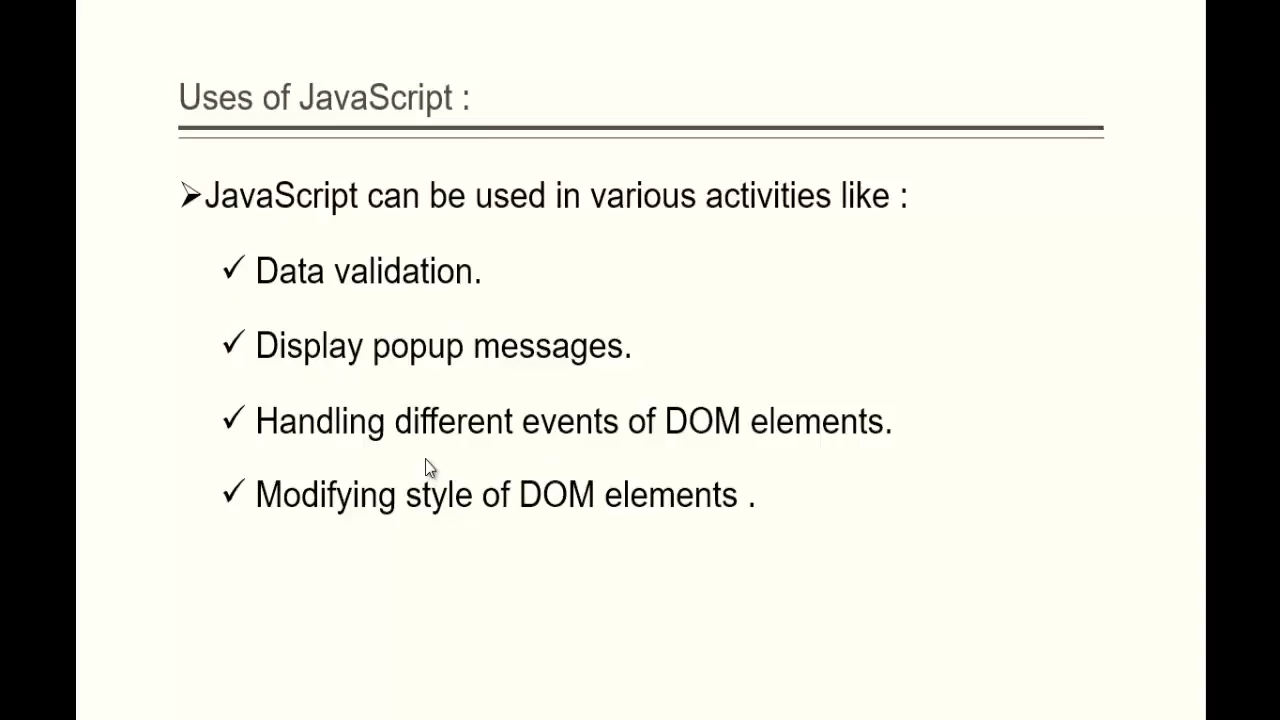 Uses of JavaScript :
➢JavaScript can be used in various activities like :
✓ Data validation.
✓ Display popup messages.
✓ Handling different events of DOM elements.
✓ Modifying style of DOM elements .